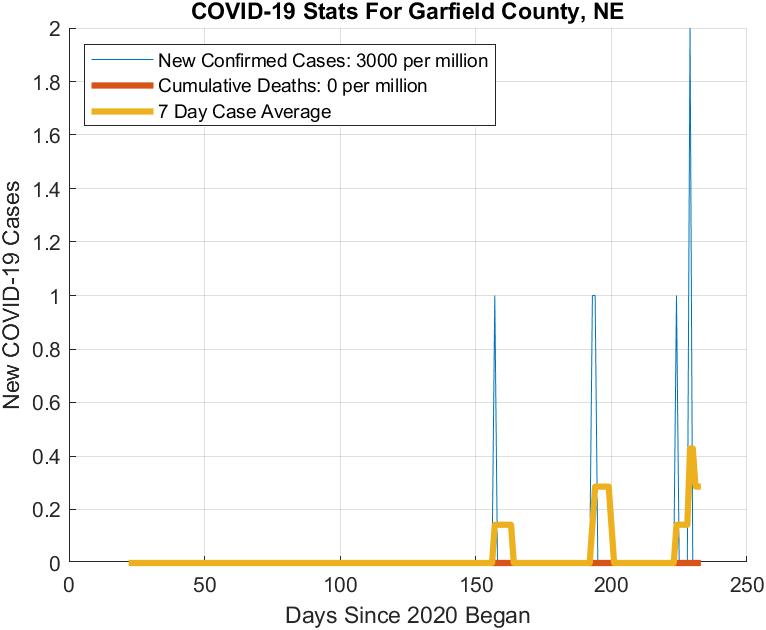 COVID-19 Stats For Garfield County, NE
New Confirmed Cases: 3000 per million
Cumulative Deaths: 0 per million
7 Day Case Average
New COVID-19 Cases
2
1.8
1.6
1.4
1.2
1
0.8
0.6
0.4
0.2
0
0 50 100 150 200 250
Days Since 2020 Began